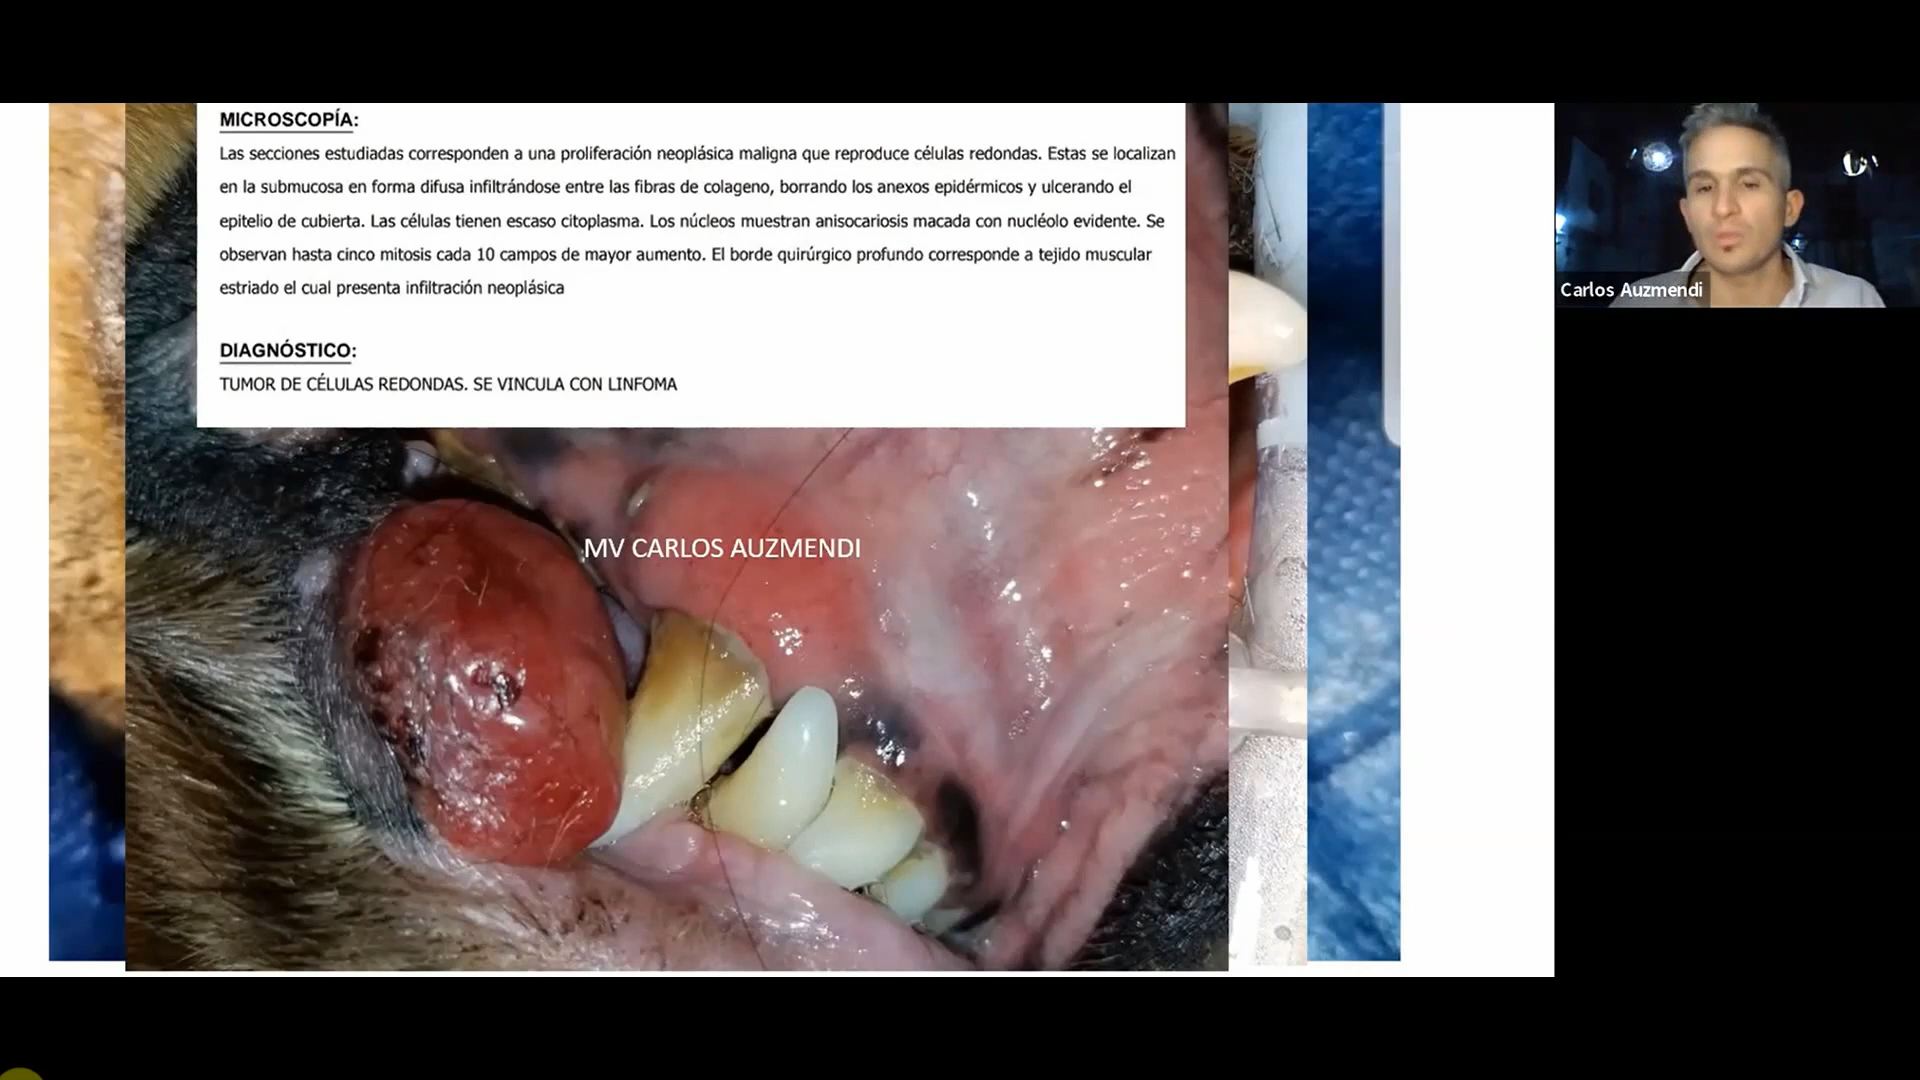 MICROSCOPÍA:
Las secciones estudiadas corresponden a una proliferación neoplásica maligna que reproduce células redondas. Estas se localizan
en la submucosa en forma difusa infiltrándose entre las fibras de colageno, borrando los anexos epidérmicos y ulcerando el
epitelio de cubierta. Las células tienen escaso citoplasma. Los núcleos muestran anisocariosis macada con nucléolo evidente. Se
observan hasta cinco mitosis cada 10 campos de mayor aumento. El borde quirúrgico profundo corresponde a tejido muscular
estriado el cual presenta infiltración neoplásica
DIAGNÓSTICO:
TUMOR DE CÉLULAS REDONDAS. SE VINCULA CON LINFOMA
MV CARLOS AUZMENDI
Carlos Auzmendi